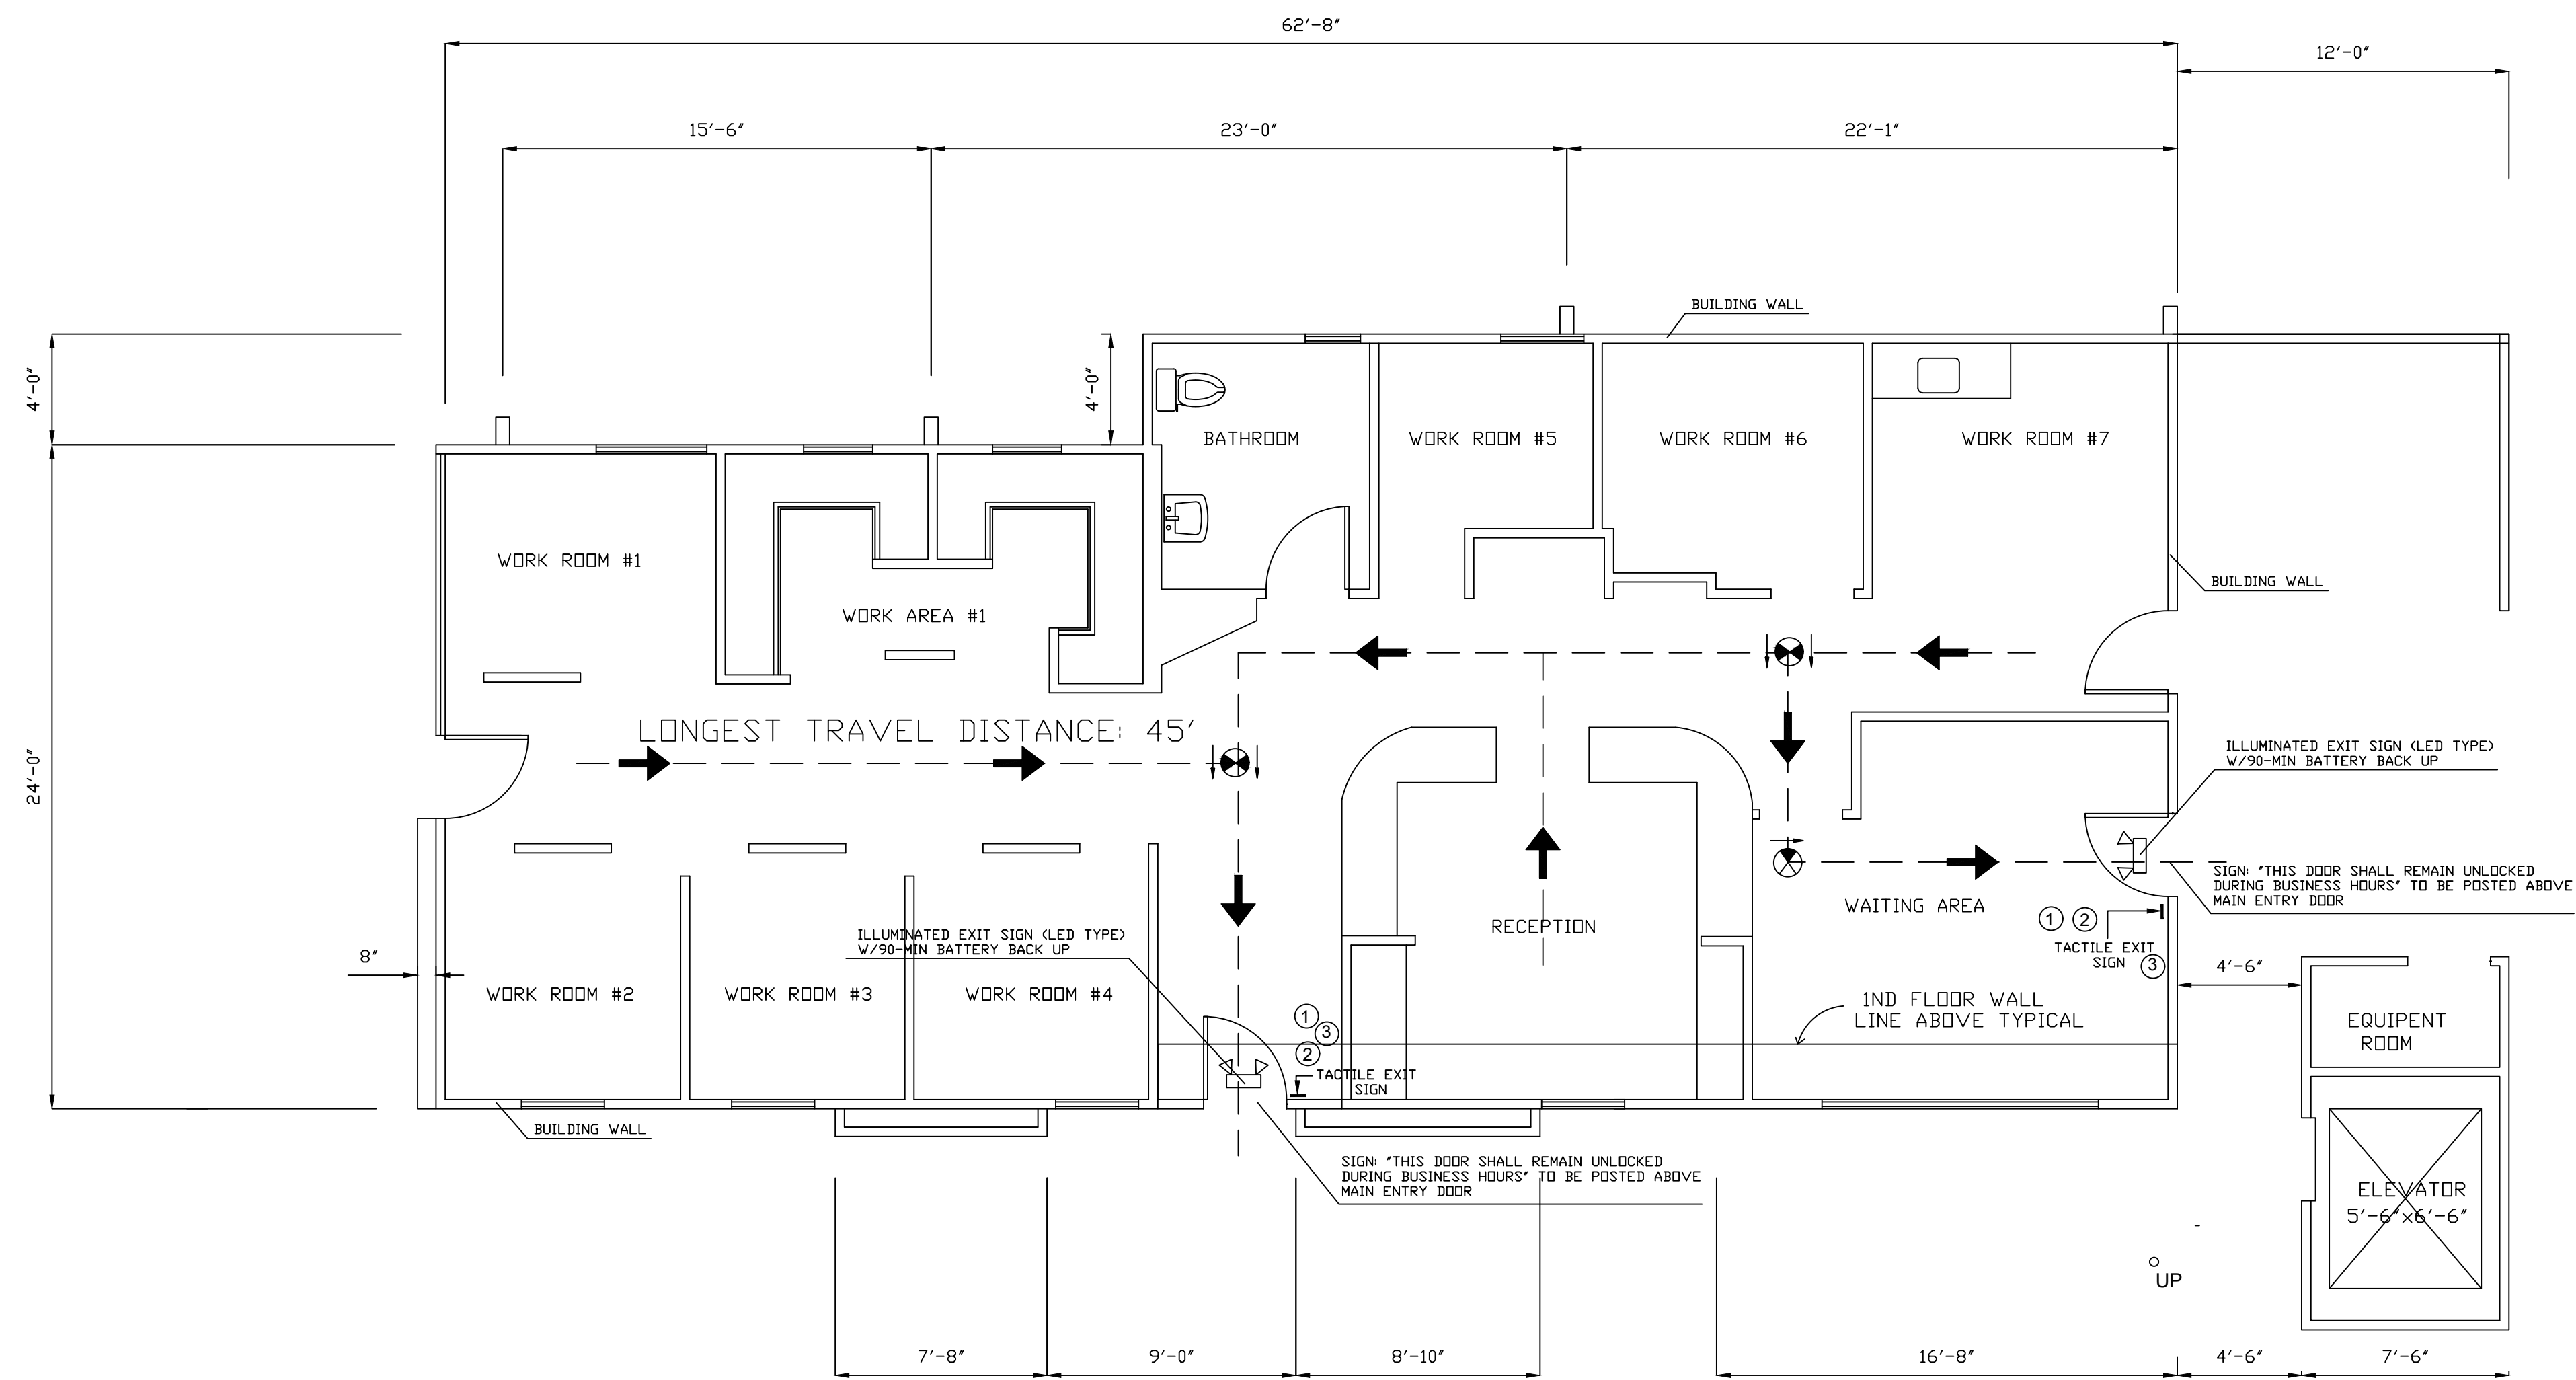 62'-8"
12'-0"
15'-6"
23'-0"
22'-1"
BUILDING WALL
4'-0"
4'-0"
BATHROOM
WORK ROOM #5
WORK ROOM #6
WORK ROOM #7
WORK ROOM #1
BUILDING WALL
WORK AREA #1
LONGEST TRAVEL DISTANCE: 45'
24'-0"
ILLUMINATED EXIT SIGN (LED TYPE)
W/90-MIN BATTERY BACK UP
SIGN: "THIS DOOR SHALL REMAIN UNLOCKED
DURING BUSINESS HOURS" TO BE POSTED ABOVE
MAIN ENTRY DOOR
WAITING AREA
1 2
TACTILE EXIT
SIGN 3
RECEPTION
ILLUMINATED EXIT SIGN (LED TYPE)
W/90-MIN BATTERY BACK UP
8"
4'-6"
WORK ROOM #2
WORK ROOM #3
WORK ROOM #4
1ND FLOOR WALL
LINE ABOVE TYPICAL
1
3
2
EQUIPENT
ROOM
TACTILE EXIT
SIGN
BUILDING WALL
SIGN: "THIS DOOR SHALL REMAIN UNLOCKED
DURING BUSINESS HOURS" TO BE POSTED ABOVE
MAIN ENTRY DOOR
ELEVATOR
5'-6"x6'-6"
UP
7'-8"
9'-0"
8'-10"
16'-8"
4'-6"
7'-6"